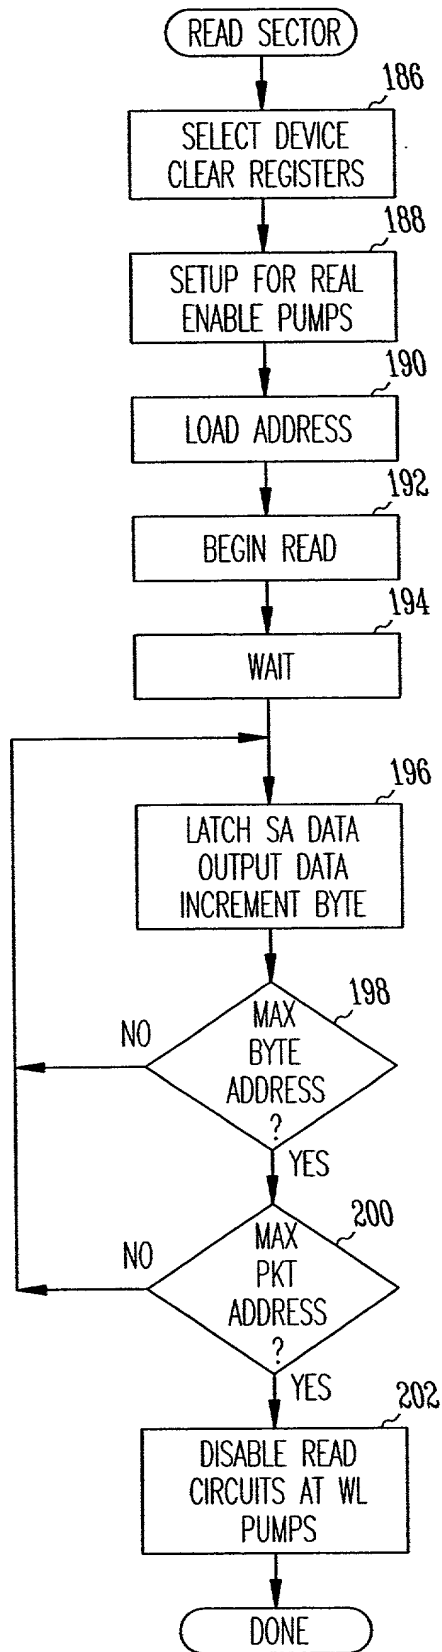 READ SECTOR
186
SELECT DEVICE
CLEAR REGISTERS
188
SETUP FOR REAL
ENABLE PUMPS
190
LOAD ADDRESS
192
BEGIN READ
194
WAIT
196
LATCH SA DATA
OUTPUT DATA
INCREMENT BYTE
198
MAX
BYTE
ADDRESS
?
NO
YES
200
MAX
PKT
ADDRESS
?
NO
YES
202
DISABLE READ
CIRCUITS AT WL
PUMPS
DONE